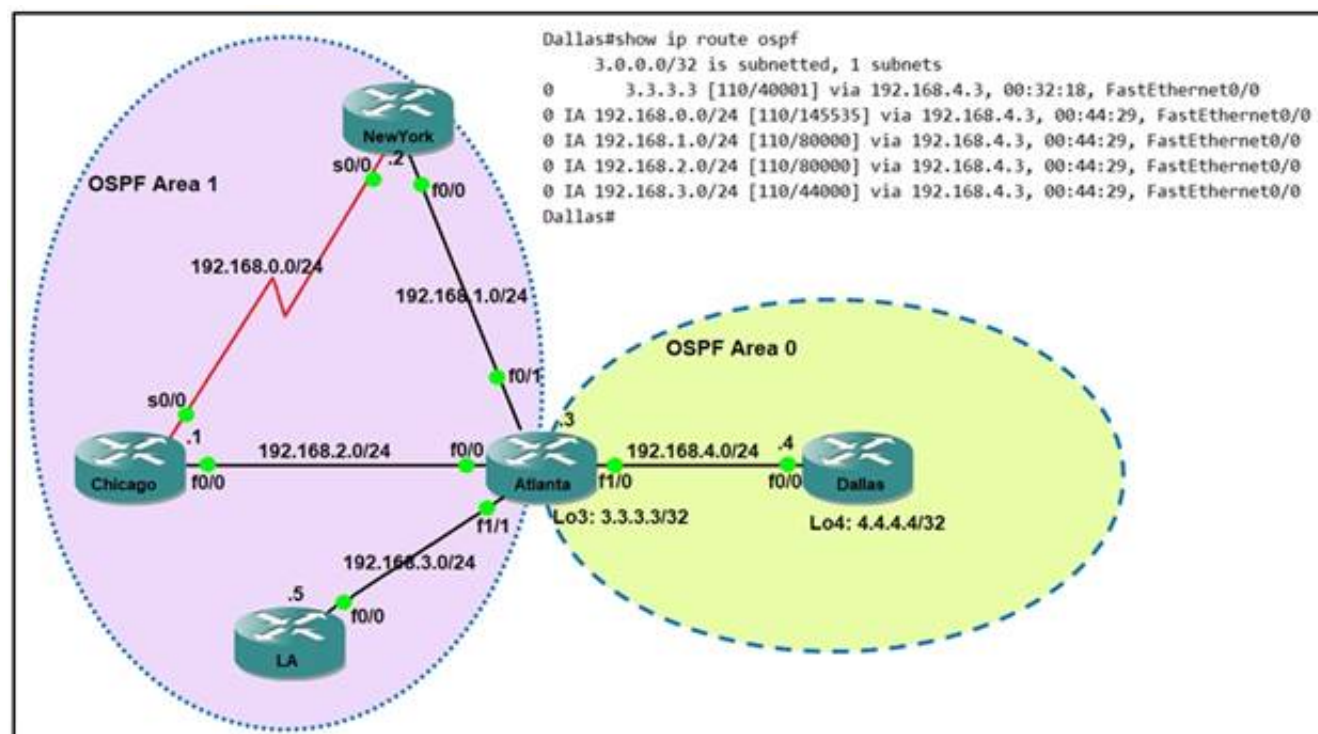 Dallas#show ip route ospf
3.0.0.0/32 is subnetted, 1 subnets
O 3.3.3.3 [110/40001] via 192.168.4.3, 00:32:18, FastEthernet0/0
O IA 192.168.0.0/24 [110/145535] via 192.168.4.3, 00:44:29, FastEthernet0/0
O IA 192.168.1.0/24 [110/80000] via 192.168.4.3, 00:44:29, FastEthernet0/0
O IA 192.168.2.0/24 [110/80000] via 192.168.4.3, 00:44:29, FastEthernet0/0
O IA 192.168.3.0/24 [110/44000] via 192.168.4.3, 00:44:29, FastEthernet0/0
Dallas#
NewYork
s0/0
.2
f0/0
OSPF Area 1
192.168.0.0/24
192.168.1.0/24
OSPF Area 0
f0/1
s0/0
.1
.3
192.168.2.0/24
f0/0
192.168.4.0/24
.4
Chicago
f0/0
Atlanta
f1/0
f0/0
Dallas
f1/1
Lo3: 3.3.3.3/32
Lo4: 4.4.4.4/32
192.168.3.0/24
.5
f0/0
LA